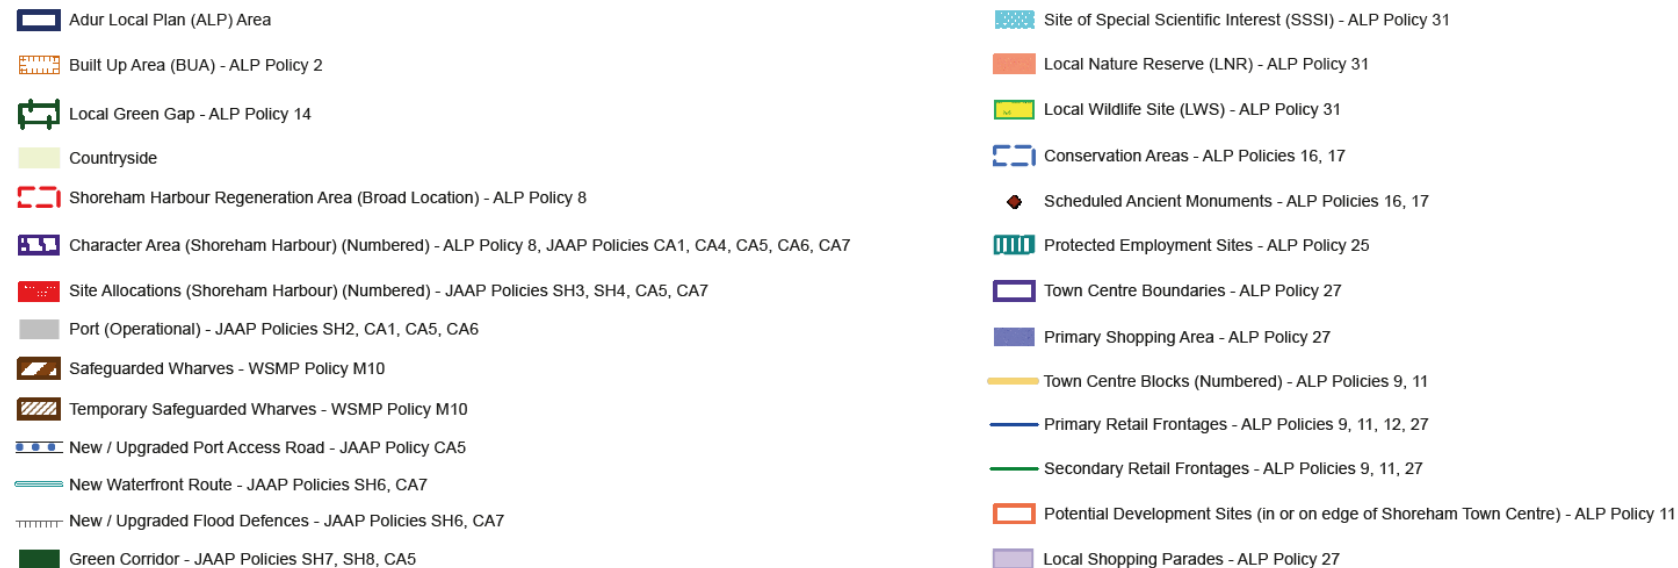 Adur Local Plan (ALP) Area
Built Up Area (BUA) - ALP Policy 2
Local Green Gap - ALP Policy 14
Countryside
Shoreham Harbour Regeneration Area (Broad Location) - ALP Policy 8
Character Area (Shoreham Harbour) (Numbered) - ALP Policy 8, JAAP Policies CA1, CA4, CA5, CA6, CA7
Site Allocations (Shoreham Harbour) (Numbered) - JAAP Policies SH3, SH4, CA5, CA7
Port (Operational) - JAAP Policies SH2, CA1, CA5, CA6
Safeguarded Wharves - WSMP Policy M10
Temporary Safeguarded Wharves - WSMP Policy M10
New / Upgraded Port Access Road - JAAP Policy CA5
New Waterfront Route - JAAP Policies SH6, CA7
New / Upgraded Flood Defences - JAAP Policies SH6, CA7
Green Corridor - JAAP Policies SH7, SH8, CA5
Site of Special Scientific Interest (SSSI) - ALP Policy 31
Local Nature Reserve (LNR) - ALP Policy 31
Local Wildlife Site (LWS) - ALP Policy 31
Conservation Areas - ALP Policies 16, 17
Scheduled Ancient Monuments - ALP Policies 16, 17
Protected Employment Sites - ALP Policy 25
Town Centre Boundaries - ALP Policy 27
Primary Shopping Area - ALP Policy 27
Town Centre Blocks (Numbered) - ALP Policies 9, 11
Primary Retail Frontages - ALP Policies 9, 11, 12, 27
Secondary Retail Frontages - ALP Policies 9, 11, 27
Potential Development Sites (in or on edge of Shoreham Town Centre) - ALP Policy 11
Local Shopping Parades - ALP Policy 27